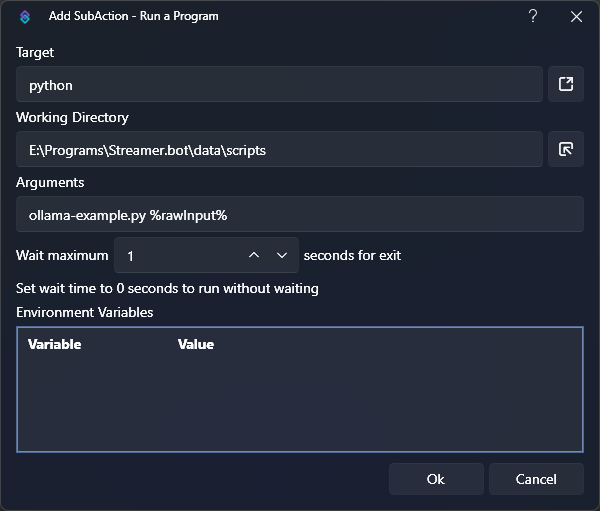 Add SubAction - Run a Program
Target
python
Working Directory
E:\Programs\Streamer.bot\data\scripts
Arguments
ollama-example.py %rawInput%
Wait maximum 1 seconds for exit
Set wait time to 0 seconds to run without waiting
Environment Variables
Variable Value
Ok Cancel